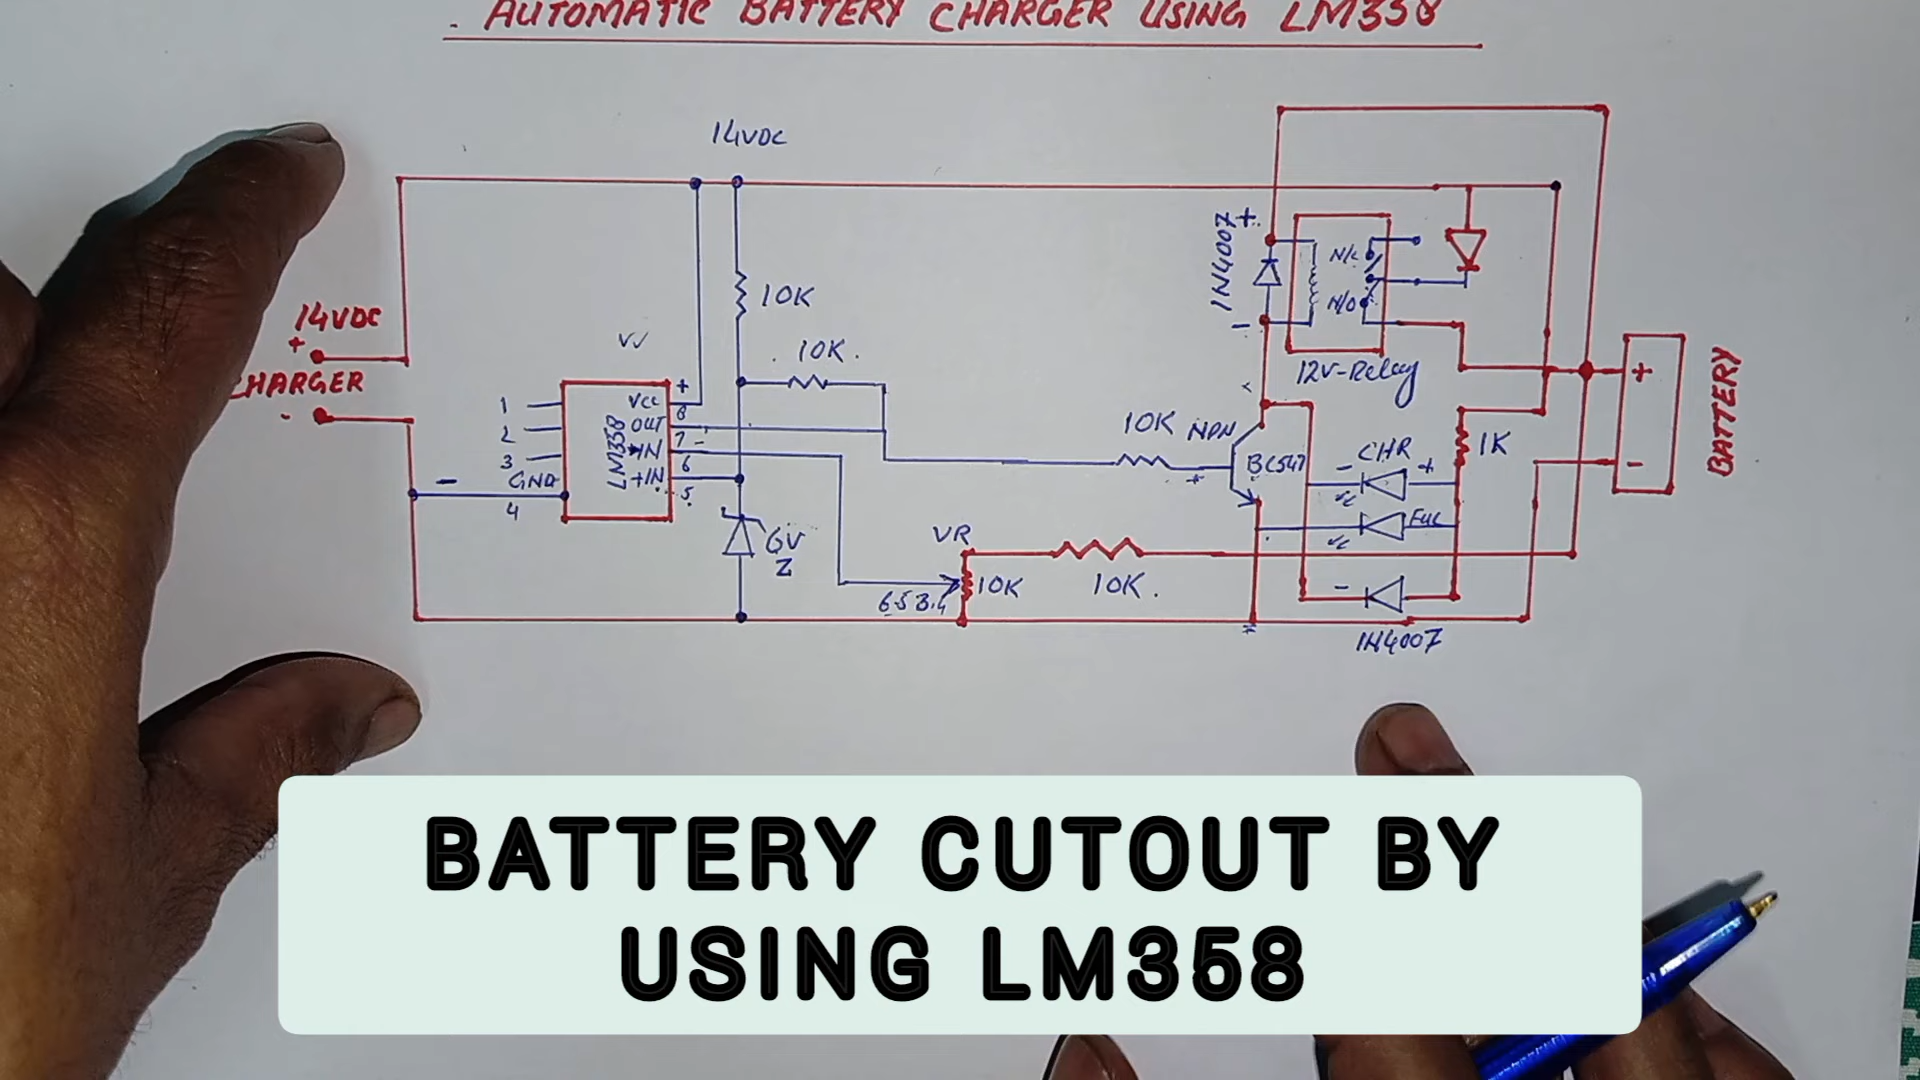 . AUTOMATIC BATTERY CHARGER USING LM358
14VDC
1N4007
+
-
10K
N/C
N/O
14VDC
+
CHARGER
-
10K.
12V-Relay
+
-
BATTERY
1
2
3
GND
4
-
LM358
+
VCC
8
OUT
7 -
-IN
6
+IN
5
10K
NPN
BC547
+
- CHR +
1K
6V
Z
VR
10K
10K.
-
1N4007
BATTERY CUTOUT BY
USING LM358